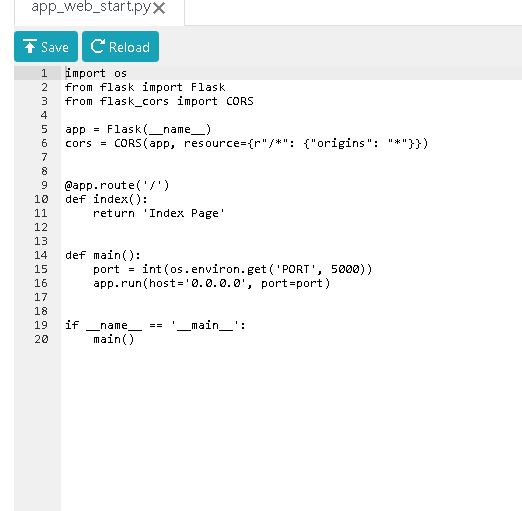 app_web_start.py
Save Reload
1 import os
2 from flask import Flask
3 from flask_cors import CORS
4
5 app = Flask(__name__)
6 cors = CORS(app, resource={r"/*": {"origins": "*"}})
7
8
9 @app.route('/')
10 def index():
11     return 'Index Page'
12
13
14 def main():
15     port = int(os.environ.get('PORT', 5000))
16     app.run(host='0.0.0.0', port=port)
17
18
19 if __name__ == '__main__':
20     main()